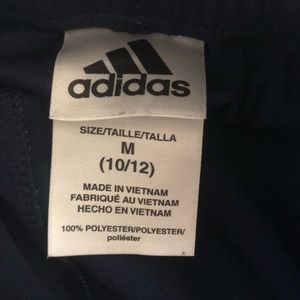 adidas
SIZE/TAILLE/TALLA
M
(10/12)
MADE IN VIETNAM
FABRIQUÉ AU VIETNAM
HECHO EN VIETNAM
100% POLYESTER/POLYESTER/
poliéster